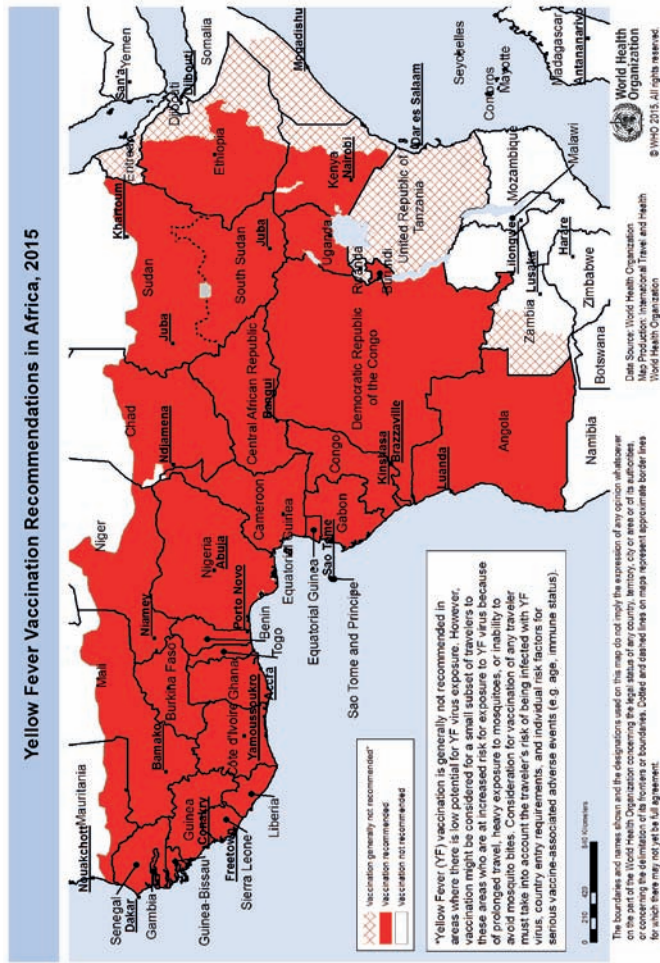 Yellow Fever Vaccination Recommendations in Africa, 2015
Nouakchott
Mauritania
Senegal
Dakar
Gambia
Guinea-Bissau
Guinea
Conakry
Freetown
Sierra Leone
Liberia
Mali
Bamako
Burkina Faso
Côte d'Ivoire
Yamoussoukro
Ghana
Accra
Togo
Benin
Porto Novo
Niamey
Niger
Nigeria
Abuja
Cameroon
Equatorial Guinea
Equatorial Guinea
Sao Tome
Sao Tome and Principe
Gabon
Congo
Chad
Ndjamena
Central African Republic
Bangui
Kinshasa
Brazzaville
Democratic Republic
of the Congo
Luanda
Angola
Namibia
Sudan
Khartoum
Juba
South Sudan
Juba
Eritrea
Ethiopia
Djibouti
Djibouti
San'a
Yemen
Somalia
Mogadishu
Uganda
Kenya
Nairobi
Rwanda
Burundi
United Republic of
Tanzania
Dar es Salaam
Seycelles
Comoros
Mayotte
Madagascar
Antananarivo
Mozambique
Malawi
Lilongwe
Zambia
Lusaka
Harare
Zimbabwe
Botswana
Vaccination generally not recommended*
Vaccination recommended
Vaccination not recommended
*Yellow Fever (YF) vaccination is generally not recommended in
areas where there is low potential for YF virus exposure. However,
vaccination might be considered for a small subset of travelers to
these areas who are at increased risk for exposure to YF virus because
of prolonged travel, heavy exposure to mosquitoes, or inability to
avoid mosquito bites. Consideration for vaccination of any traveler
must take into account the traveler's risk of being infected with YF
virus, country entry requirements, and individual risk factors for
serious vaccine-associated adverse events (e.g. age, immune status).
0 210 420 840 Kilometers
The boundaries and names shown and the designations used on this map do not imply the expression of any opinion whatsoever
on the part of the World Health Organization concerning the legal status of any country, territory, city or area or of its authorities,
or concerning the delimitation of its frontiers or boundaries. Dotted and dashed lines on maps represent approximate border lines
for which there may not yet be full agreement.
Data Source: World Health Organization
Map Production: International Travel and Health
World Health Organization
World Health
Organization
© WHO 2015. All rights reserved.